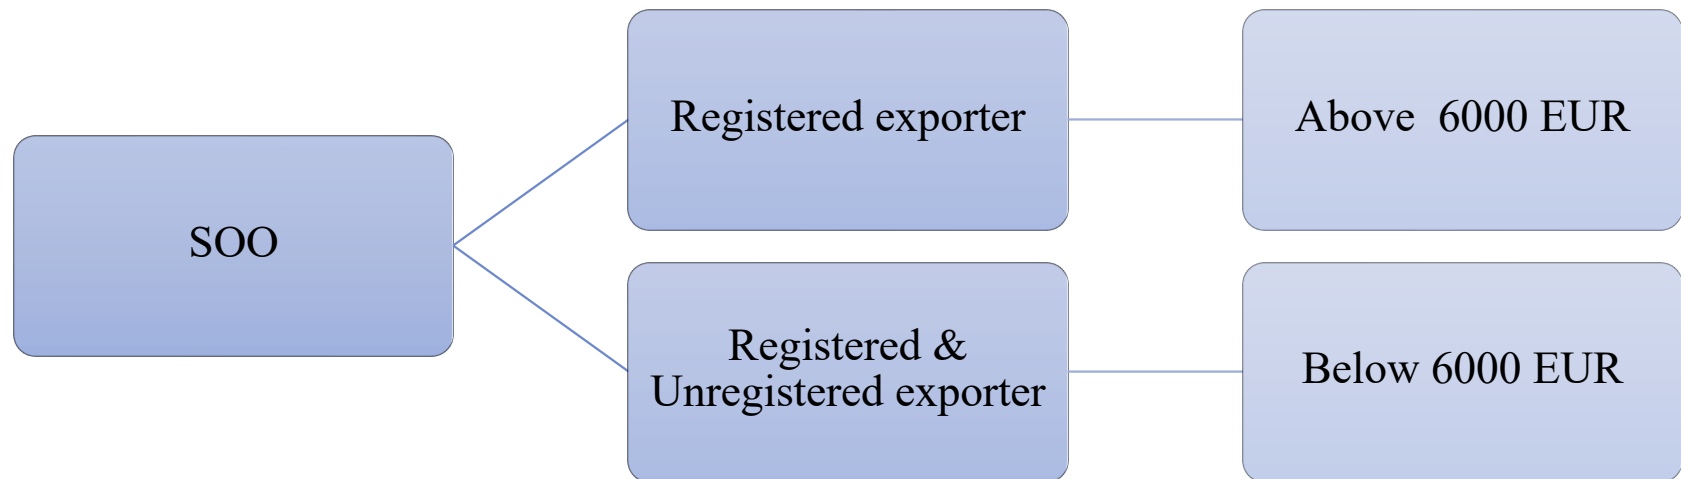 SOO
Registered exporter
Above  6000 EUR
Registered &
Unregistered exporter
Below 6000 EUR